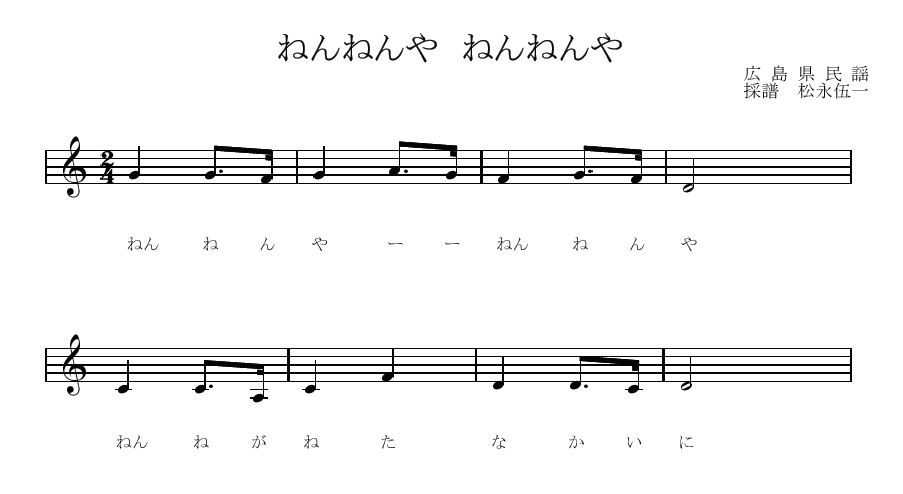 ねんねんや ねんねんや
広島県民謡
採譜 松永伍一
2
4
ねん ね ん や ー ー ねん ね ん や
ねん ね が ね た な か い に